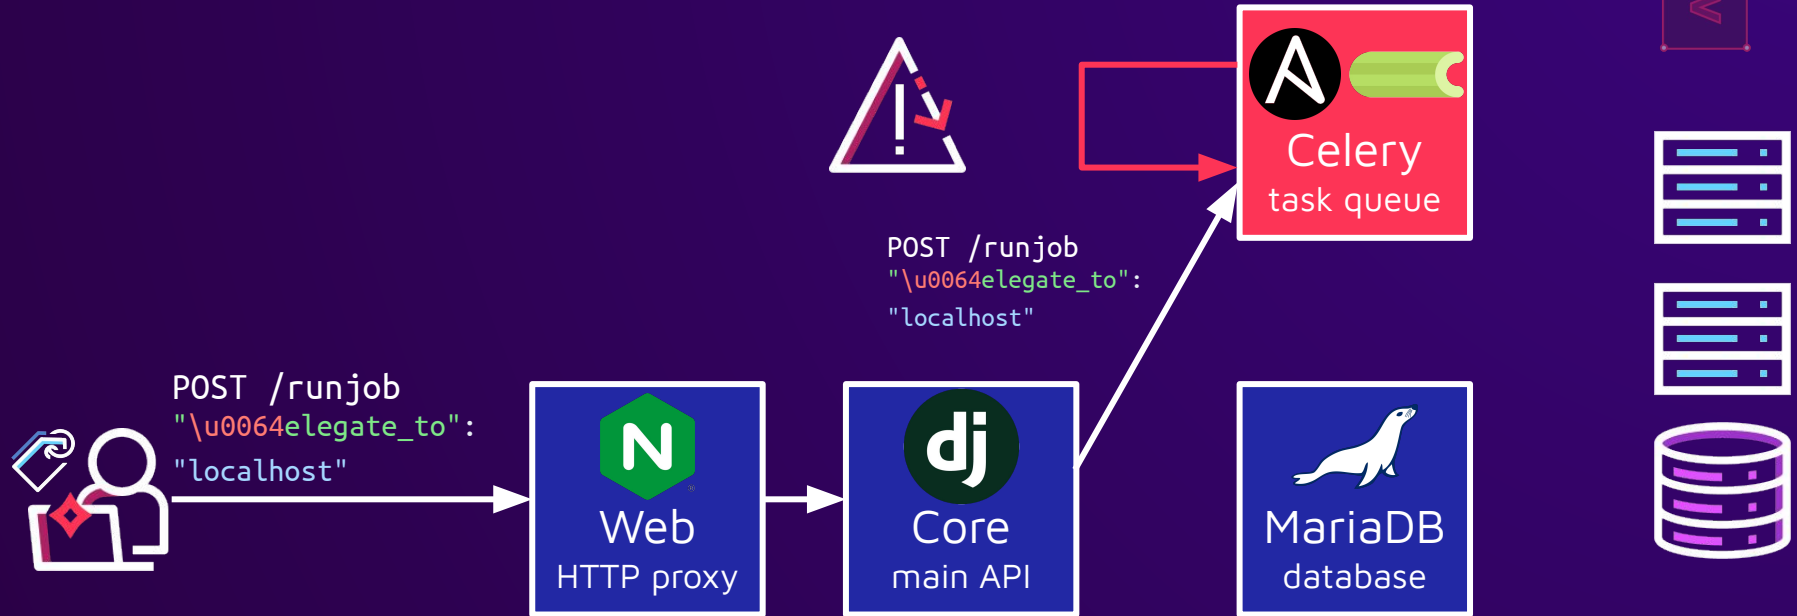 Celery
task queue
POST /runjob
"\u0064elegate_to":
"localhost"
POST /runjob
"\u0064elegate_to":
"localhost"
N
Web
HTTP proxy
dj
Core
main API
MariaDB
database